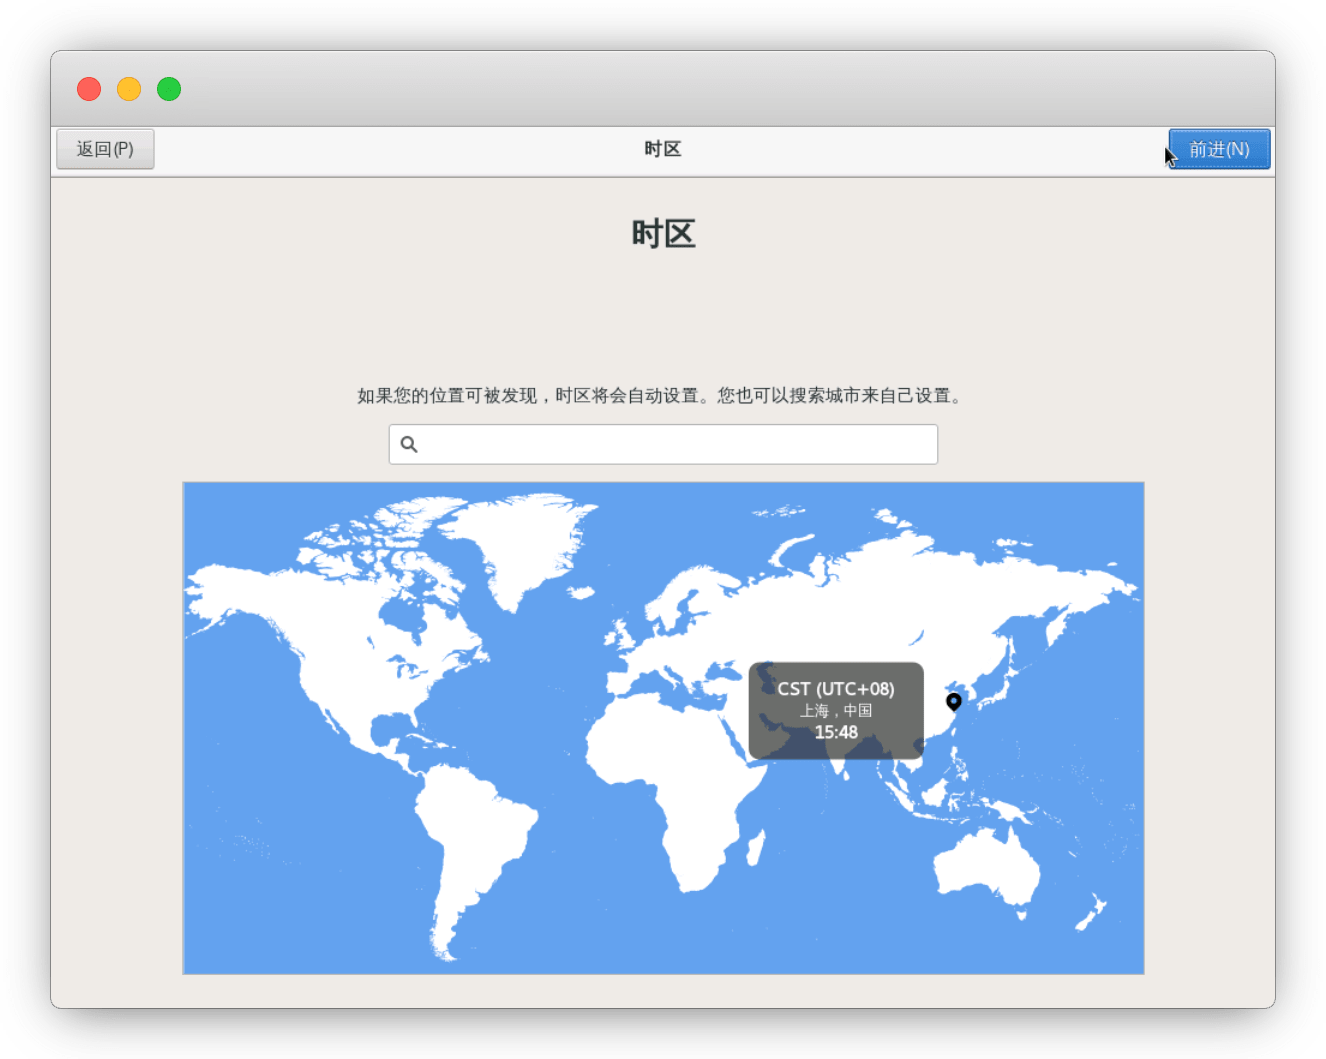 返回(P)
时区
前进(N)
时区
如果您的位置可被发现，时区将会自动设置。您也可以搜索城市来自己设置。
CST (UTC+08)
上海，中国
15:48